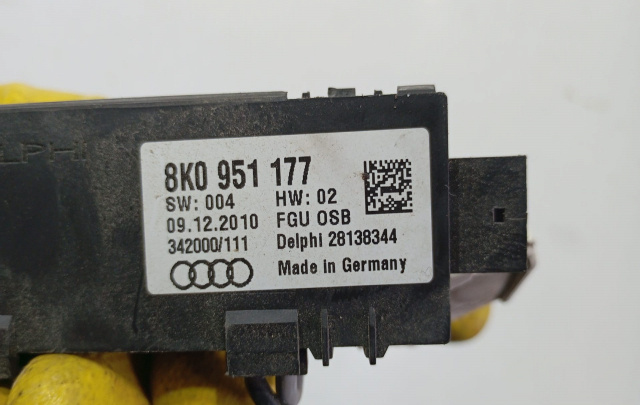 DELPHI
8K0 951 177
SW: 004 HW: 02
09.12.2010 FGU OSB
342000/111 Delphi 28138344
Made in Germany